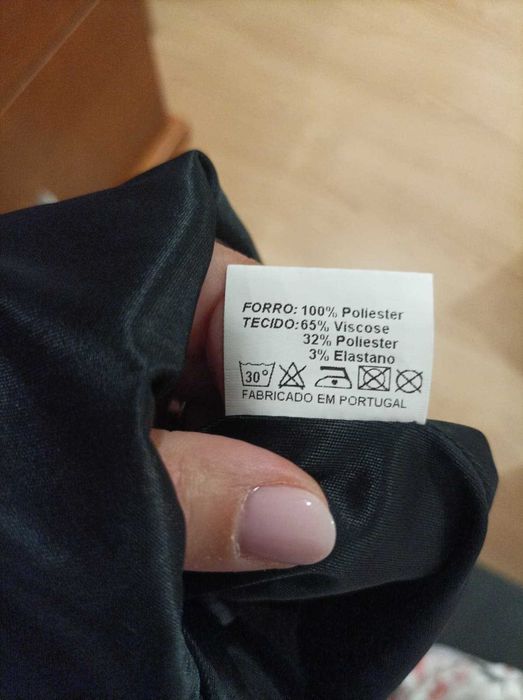 FORRO: 100% Poliester
TECIDO:65% Viscose
32% Poliester
3% Elastano
30°
FABRICADO EM PORTUGAL